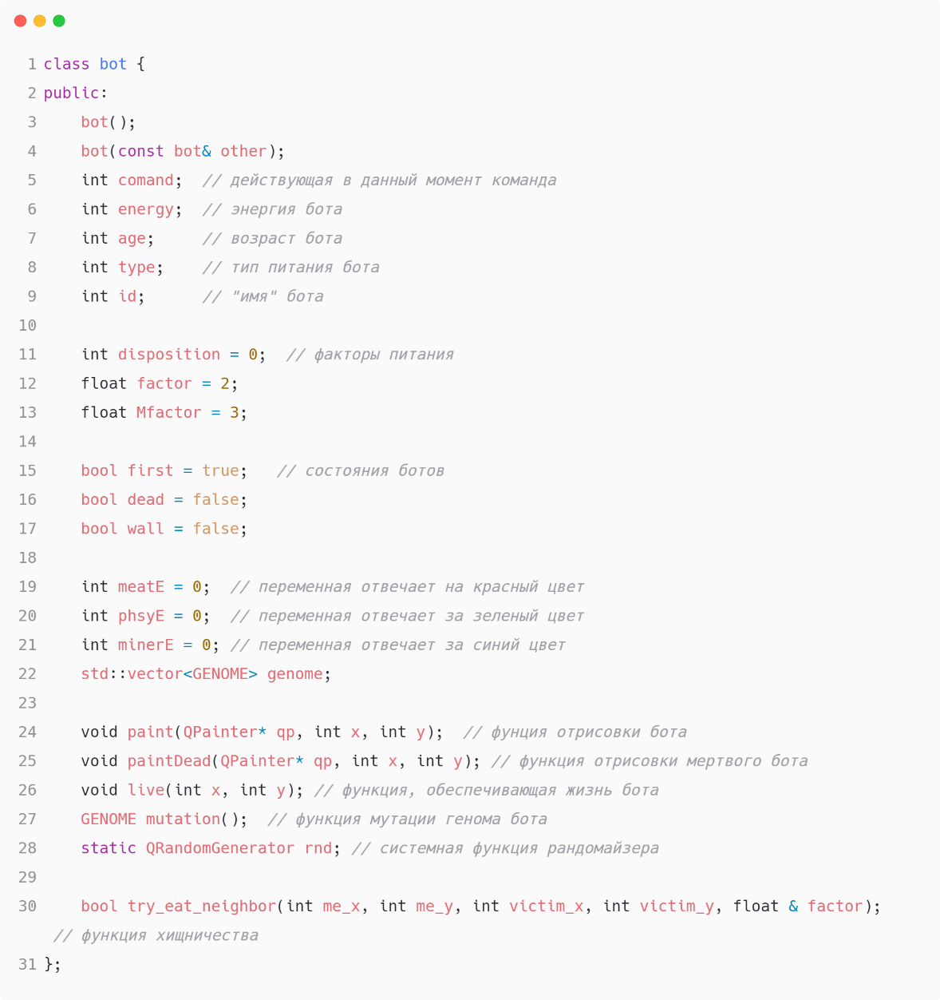 1 class bot {
2 public:
3     bot();
4     bot(const bot& other);
5     int comand;  // действующая в данный момент команда
6     int energy;  // энергия бота
7     int age;     // возраст бота
8     int type;    // тип питания бота
9     int id;      // "имя" бота
10
11     int disposition = 0;  // факторы питания
12     float factor = 2;
13     float Mfactor = 3;
14
15     bool first = true;   // состояния ботов
16     bool dead = false;
17     bool wall = false;
18
19     int meatE = 0;  // переменная отвечает на красный цвет
20     int phsyE = 0;  // переменная отвечает за зеленый цвет
21     int minerE = 0; // переменная отвечает за синий цвет
22     std::vector<GENOME> genome;
23
24     void paint(QPainter* qp, int x, int y);  // фунция отрисовки бота
25     void paintDead(QPainter* qp, int x, int y); // функция отрисовки мертвого бота
26     void live(int x, int y); // функция, обеспечивающая жизнь бота
27     GENOME mutation();  // функция мутации генома бота
28     static QRandomGenerator rnd; // системная функция рандомайзера
29
30     bool try_eat_neighbor(int me_x, int me_y, int victim_x, int victim_y, float & factor);
// функция хищничества
31 };